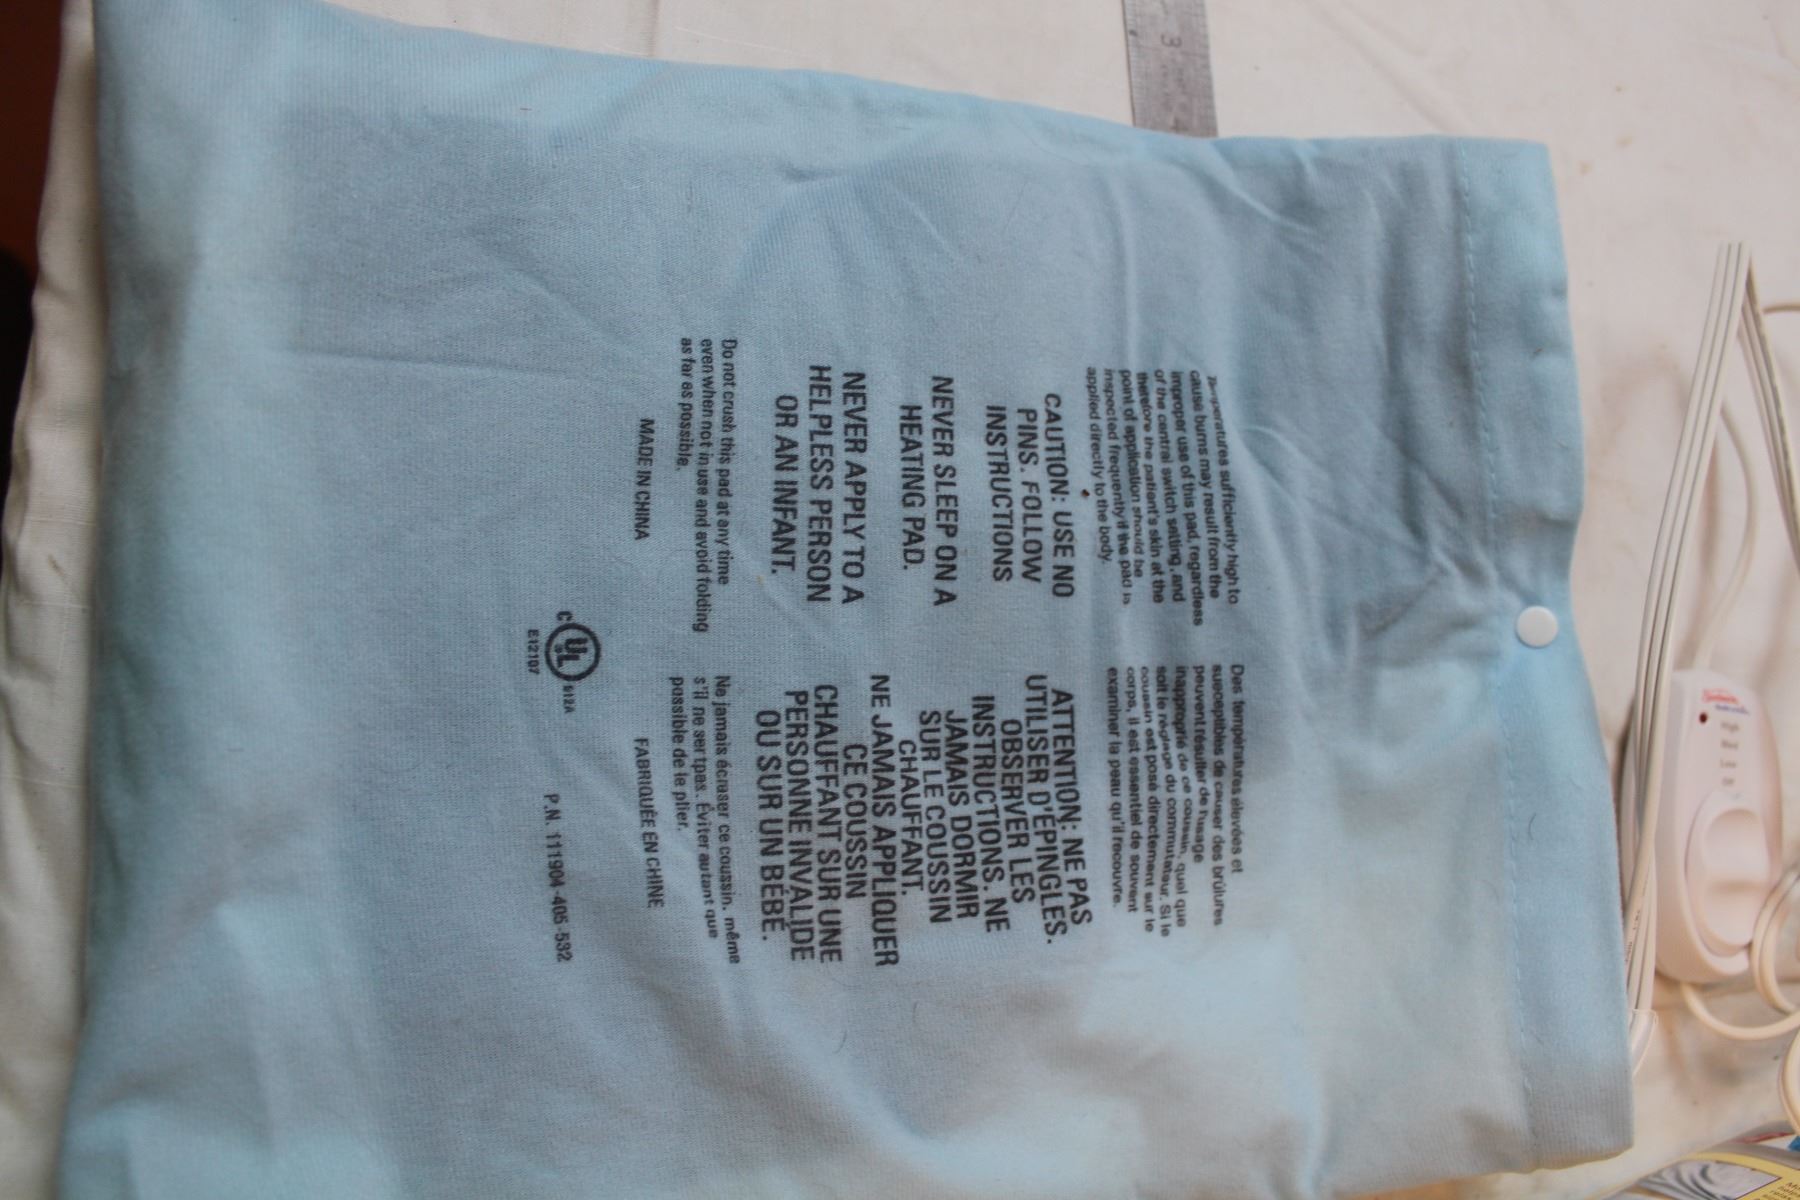 Temperatures sufficiently high to
cause burns may result from the
improper use of this pad, regardless
of the central switch setting, and
therefore the patient's skin at the
point of application should be
inspected frequently if the pad is
applied directly to the body.
CAUTION: USE NO
PINS. FOLLOW
INSTRUCTIONS
NEVER SLEEP ON A
HEATING PAD.
NEVER APPLY TO A
HELPLESS PERSON
OR AN INFANT.
Do not crush this pad at any time
even when not in use and avoid folding
as far as possible.
MADE IN CHINA
Des températures élevées et
susceptibles de causer des brûlures
peuvent résulter de l'usage
inapproprié de ce coussin, quel que
soit le réglage du commutateur. Si le
coussin est posé directement sur le
corps, il est essentiel de souvent
examiner la peau qu'il recouvre.
ATTENTION: NE PAS
UTILISER D'ÉPINGLES.
OBSERVER LES
INSTRUCTIONS. NE
JAMAIS DORMIR
SUR LE COUSSIN
CHAUFFANT.
NE JAMAIS APPLIQUER
CE COUSSIN
CHAUFFANT SUR UNE
PERSONNE INVALIDE
OU SUR UN BÉBÉ.
Ne jamais écraser ce coussin, même
s'il ne sert pas. Éviter autant que
possible de le plier.
FABRIQUÉE EN CHINE
C UL 612A
E12107
P.N. 111904-405-532
3
Sunbeam